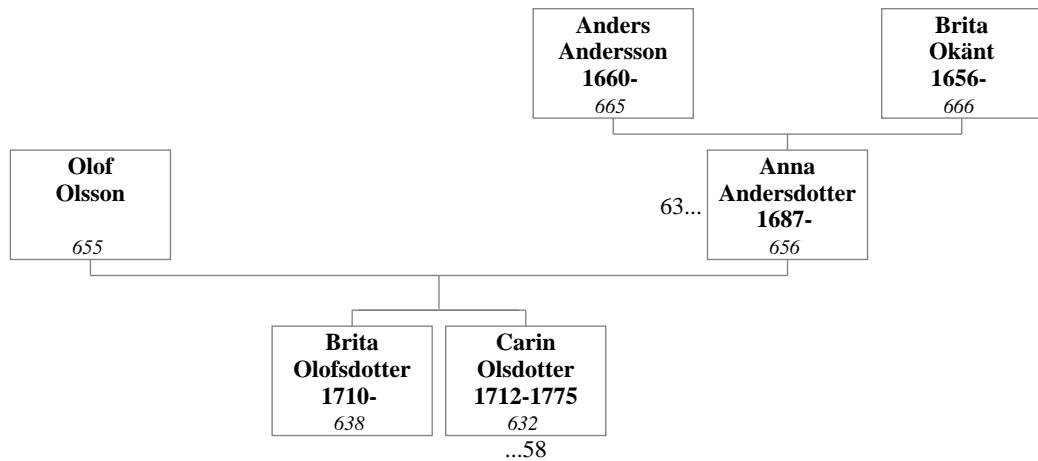 Anders
Andersson
1660-
665
Brita
Okänt
1656-
666
Olof
Olsson
655
63...
Anna
Andersdotter
1687-
656
Brita
Olofsdotter
1710-
638
Carin
Olsdotter
1712-1775
632
...58